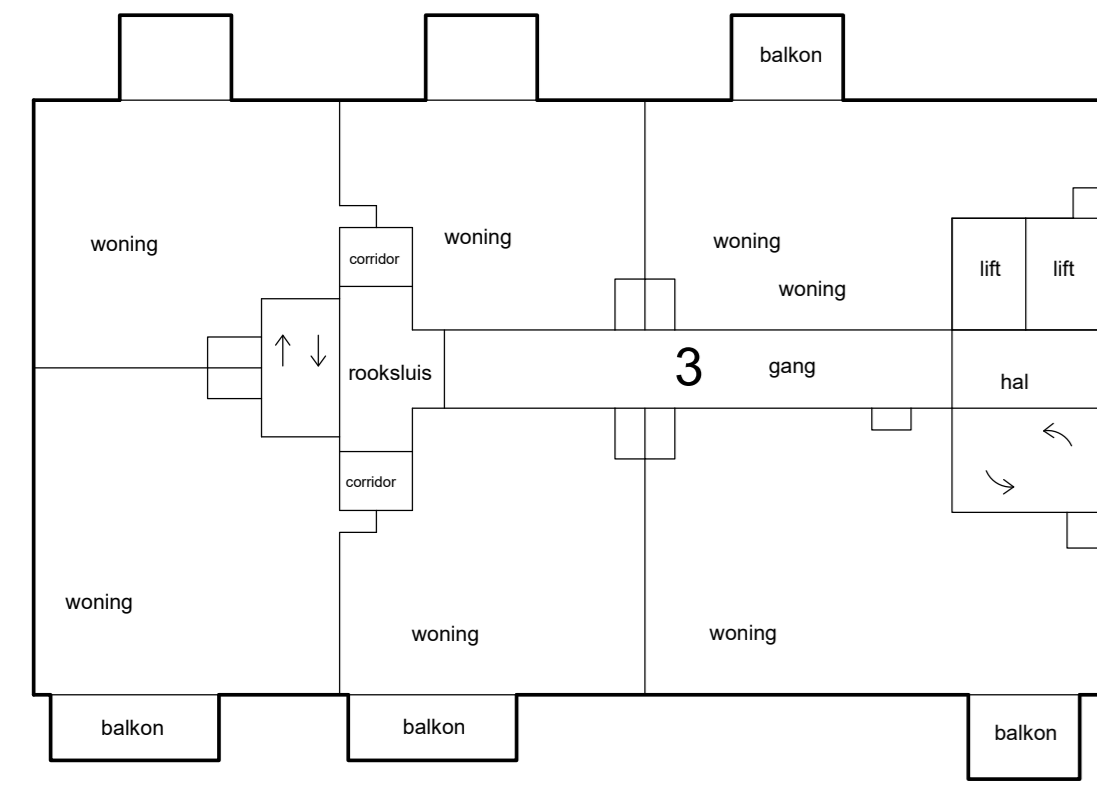 balkon
woning
woning
woning
woning
corridor
lift
lift
rooksluis
3
gang
hal
corridor
woning
woning
woning
balkon
balkon
balkon